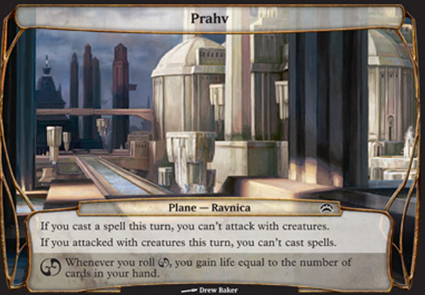 Prahv
Plane — Ravnica
If you cast a spell this turn, you can't attack with creatures.
If you attacked with creatures this turn, you can't cast spells.
Whenever you roll , you gain life equal to the number of
cards in your hand.
Drew Baker